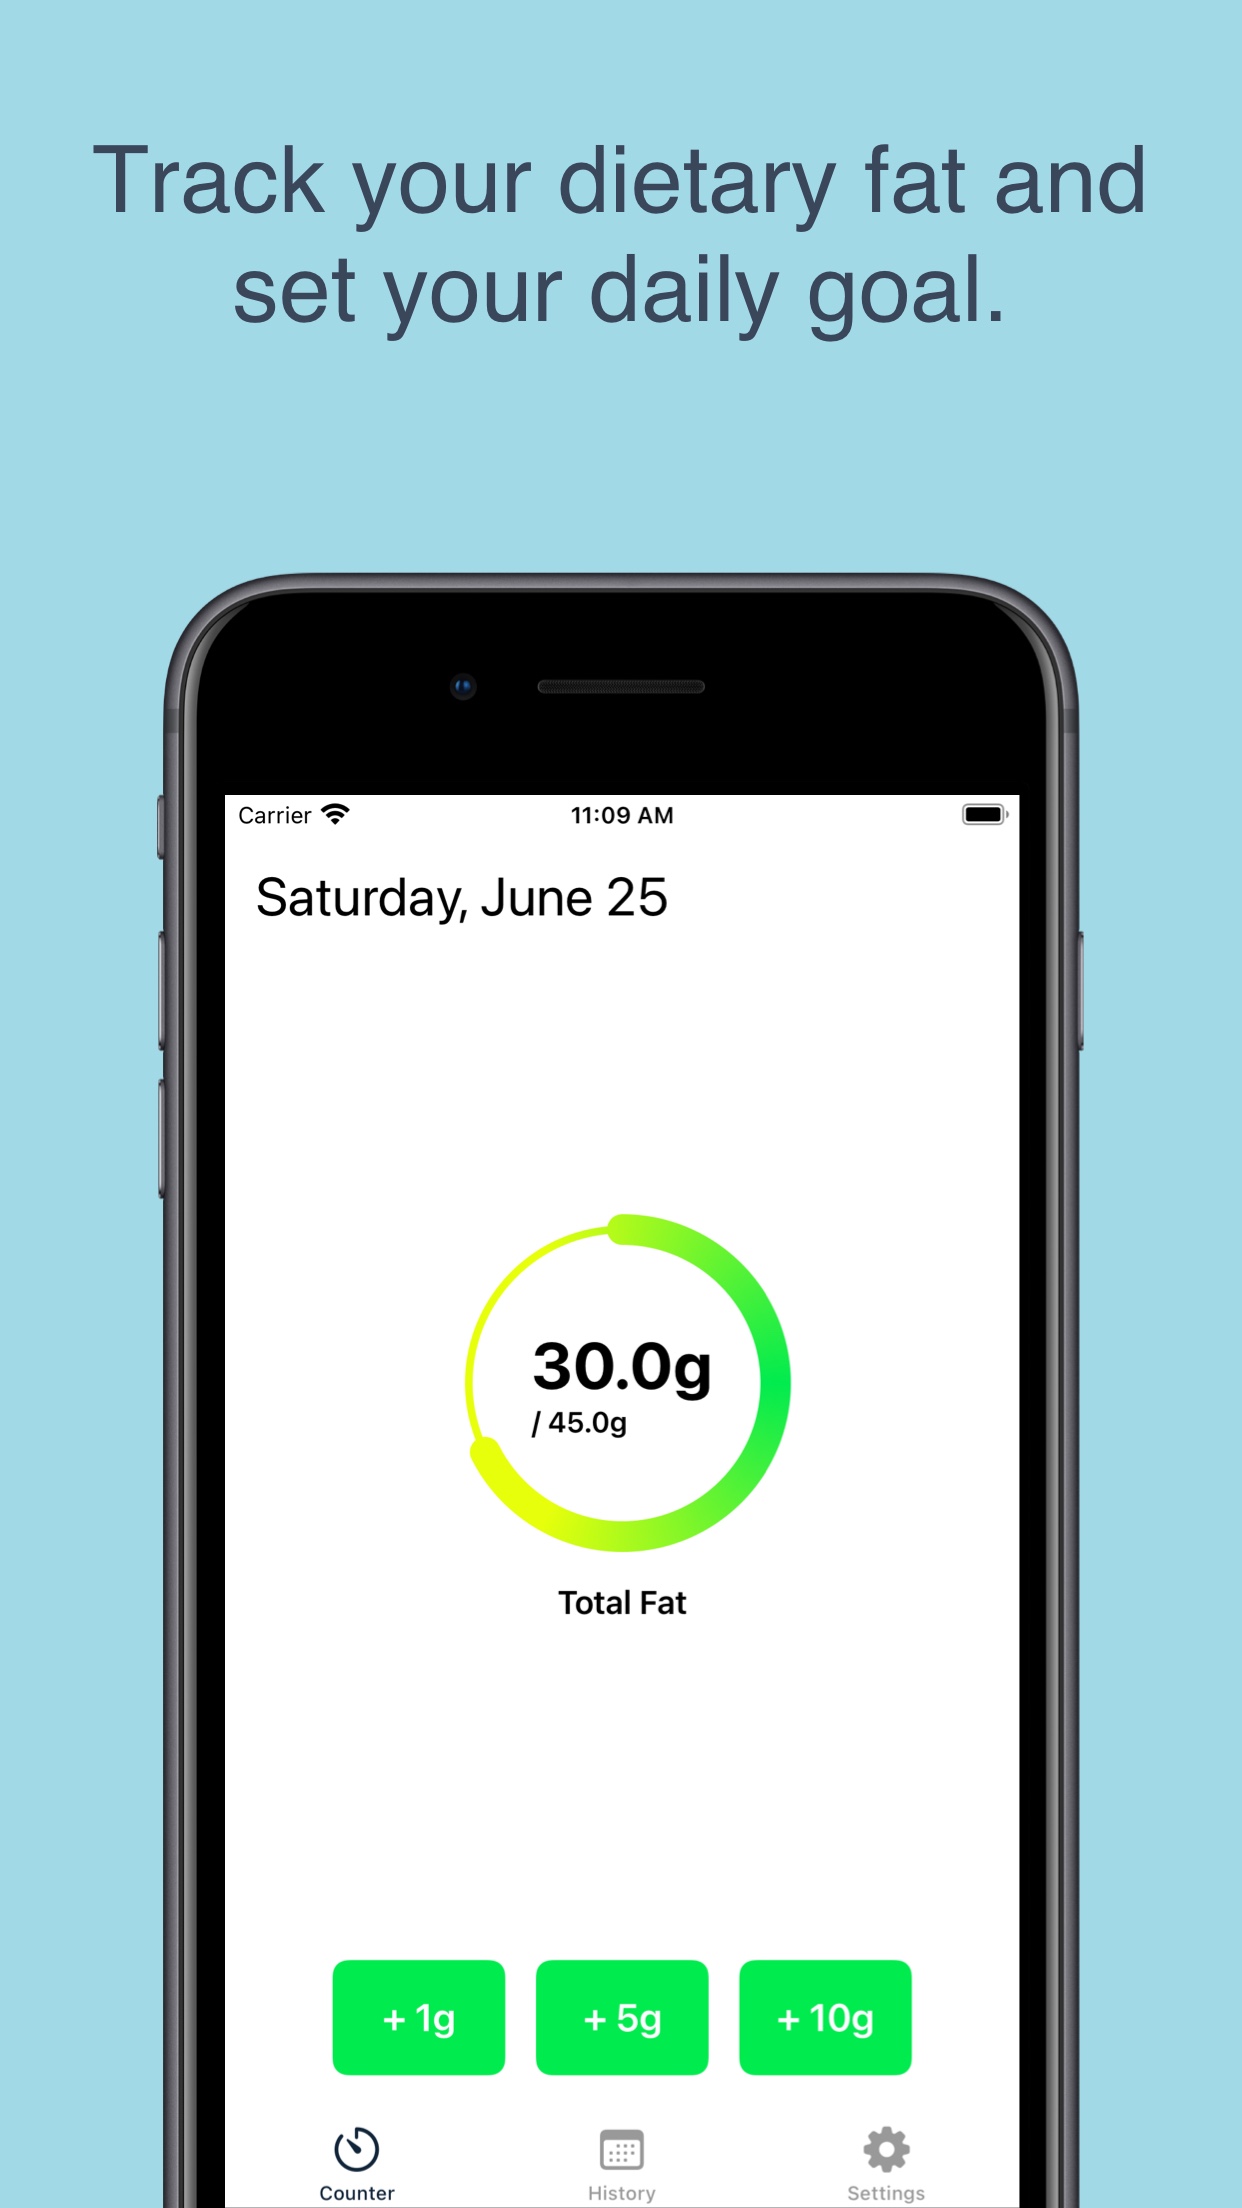 Track your dietary fat and
set your daily goal.
Carrier 11:09 AM
Saturday, June 25
30.0g
/ 45.0g
Total Fat
+ 1g + 5g + 10g
Counter History Settings